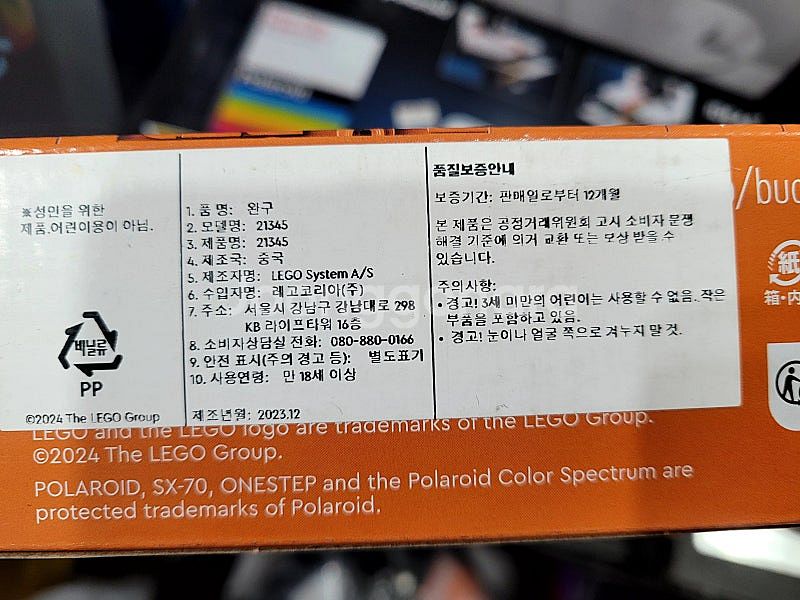 ※성인을 위한
제품.어린이용이 아님.
비닐류
PP
©2024 The LEGO Group
1. 품 명: 완구
2. 모델명: 21345
3. 제품명: 21345
4. 제조국: 중국
5. 제조자명: LEGO System A/S
6. 수입자명: 레고코리아(주)
7. 주소: 서울시 강남구 강남대로 298
KB 라이프타워 16층
8. 소비자상담실 전화: 080-880-0166
9. 안전 표시(주의 경고 등): 별도표기
10. 사용연령: 만 18세 이상
제조년월: 2023.12
품질보증안내
보증기간: 판매일로부터 12개월
본 제품은 공정거래위원회 고시 소비자 분쟁
해결 기준에 의거 교환 또는 보상 받을 수
있습니다.
주의사항:
• 경고! 3세 미만의 어린이는 사용할 수 없음. 작은
부품을 포함하고 있음.
• 경고! 눈이나 얼굴 쪽으로 겨누지 말 것.
/buc
紙
箱・内
LEGO and the LEGO logo are trademarks of the LEGO Group.
©2024 The LEGO Group.
POLAROID, SX-70, ONESTEP and the Polaroid Color Spectrum are
protected trademarks of Polaroid.